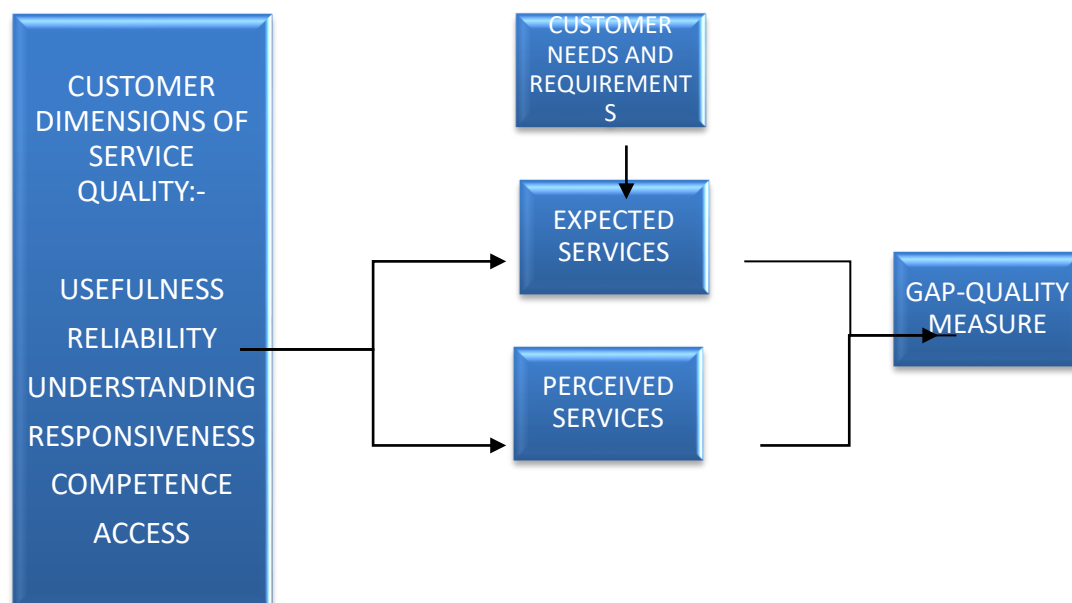 CUSTOMER
DIMENSIONS OF
SERVICE
QUALITY:-
USEFULNESS
RELIABILITY
UNDERSTANDING
RESPONSIVENESS
COMPETENCE
ACCESS
CUSTOMER
NEEDS AND
REQUIREMENT
S
EXPECTED
SERVICES
PERCEIVED
SERVICES
GAP-QUALITY
MEASURE